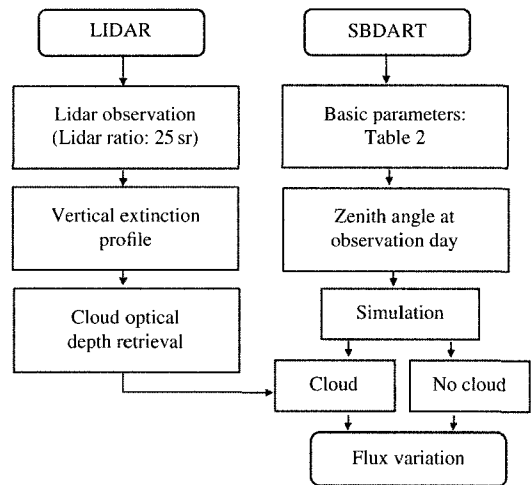 LIDAR
Lidar observation
(Lidar ratio: 25 sr)
Vertical extinction
profile
Cloud optical
depth retrieval
SBDART
Basic parameters:
Table 2
Zenith angle at
observation day
Simulation
Cloud
No cloud
Flux variation